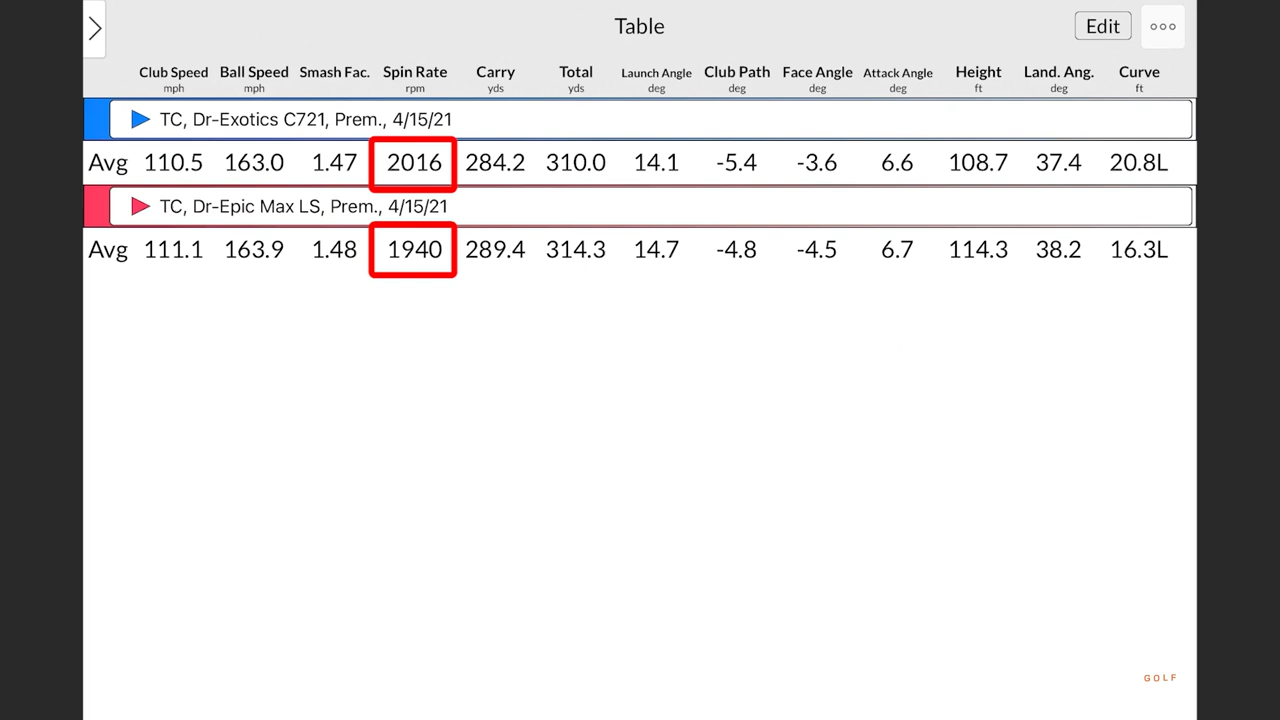 Table
Edit
Club Speed Ball Speed Smash Fac. Spin Rate Carry Total Launch Angle Club Path Face Angle Attack Angle Height Land. Ang. Curve
mph mph rpm yds yds deg deg deg deg ft deg ft
TC, Dr-Exotics C721, Prem., 4/15/21
Avg 110.5 163.0 1.47 2016 284.2 310.0 14.1 -5.4 -3.6 6.6 108.7 37.4 20.8L
TC, Dr-Epic Max LS, Prem., 4/15/21
Avg 111.1 163.9 1.48 1940 289.4 314.3 14.7 -4.8 -4.5 6.7 114.3 38.2 16.3L
GOLF